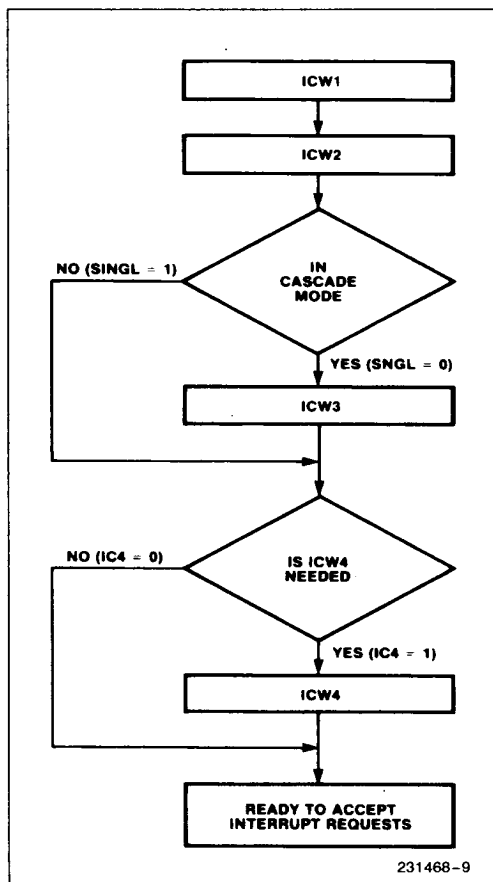 ICW1
ICW2
IN
CASCADE
MODE
NO (SINGL = 1)
YES (SNGL = 0)
ICW3
NO (IC4 = 0)
IS ICW4
NEEDED
YES (IC4 = 1)
ICW4
READY TO ACCEPT
INTERRUPT REQUESTS
231468-9